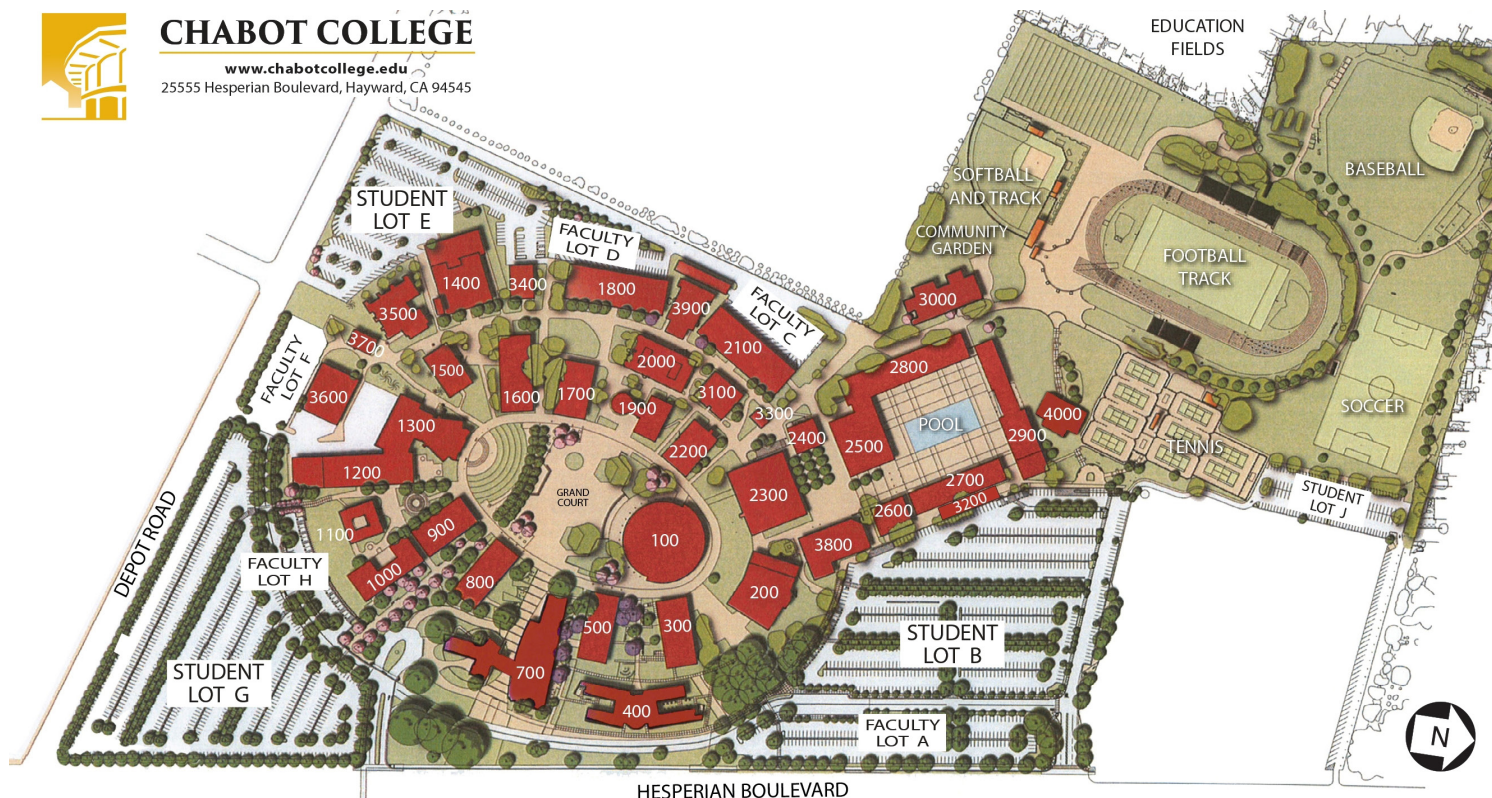 CHABOT COLLEGE
www.chabotcollege.edu
25555 Hesperian Boulevard, Hayward, CA 94545
EDUCATION
FIELDS
BASEBALL
SOFTBALL
AND TRACK
COMMUNITY
GARDEN
FOOTBALL
TRACK
STUDENT
LOT E
FACULTY
LOT D
FACULTY
LOT C
1400
3400
1800
3900
3000
3500
2100
3700
1500
2000
2800
FACULTY
LOT F
3600
1600
1700
1900
3100
3300
4000
SOCCER
1300
2400
2500
POOL
2900
TENNIS
1200
2200
2300
2700
3200
2600
STUDENT
LOT J
GRAND
COURT
DEPOT ROAD
1100
900
100
3800
FACULTY
LOT H
1000
800
200
500
300
STUDENT
LOT B
STUDENT
LOT G
700
400
FACULTY
LOT A
N
HESPERIAN BOULEVARD